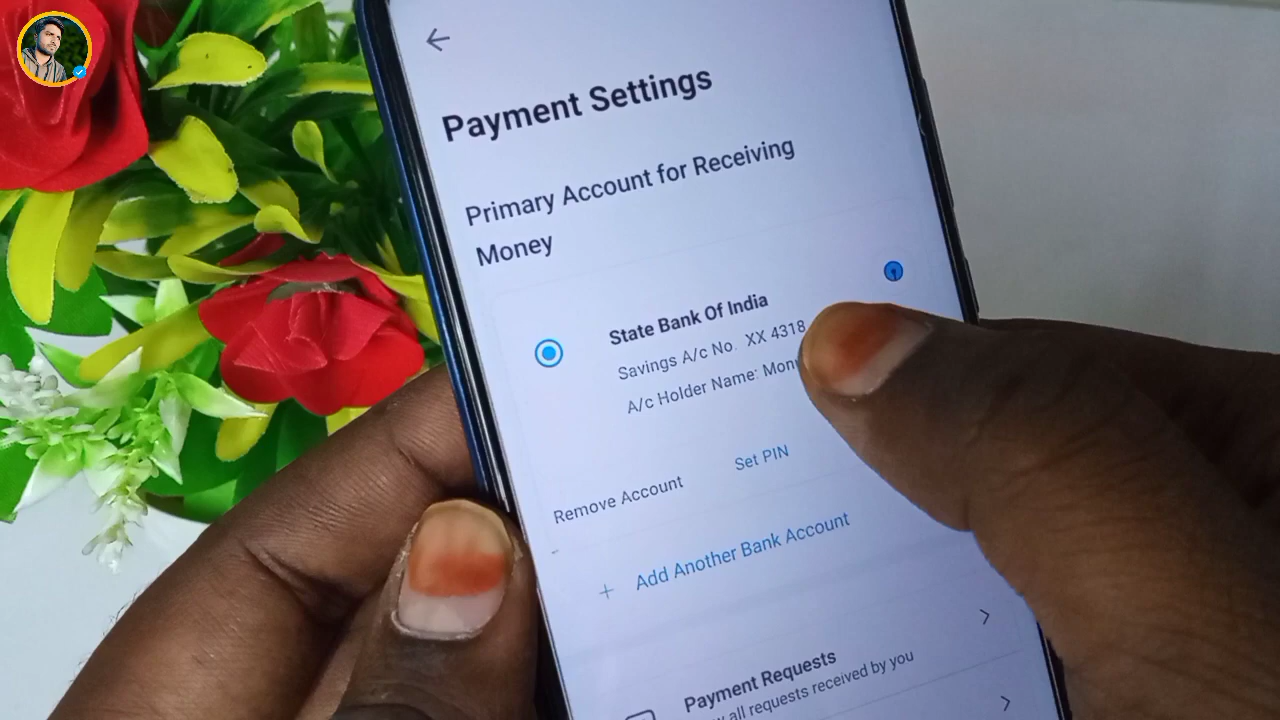 Payment Settings
Primary Account for Receiving
Money
State Bank Of India
Savings A/c No. XX 4318
A/c Holder Name:
Remove Account
Set PIN
+ Add Another Bank Account
Payment Requests
all requests received by you